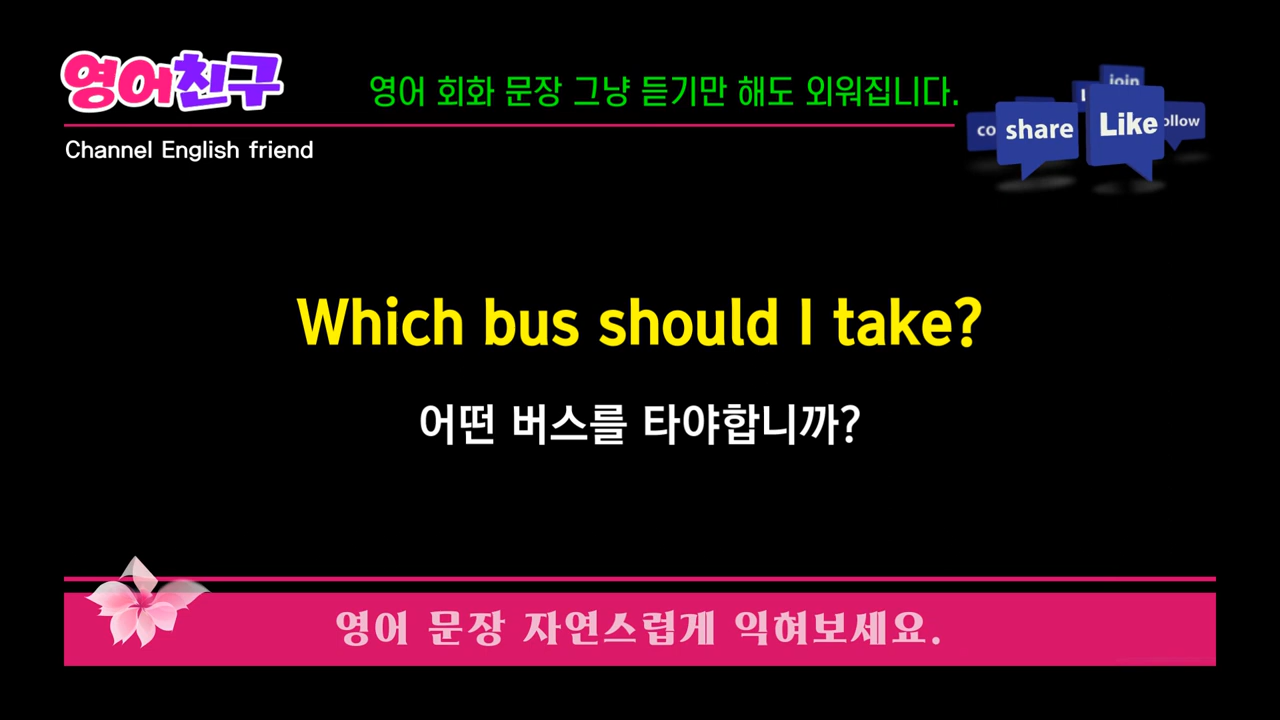 영어친구
영어 회화 문장 그냥 듣기만 해도 외워집니다.
Channel English friend
join
co
share
L
Like
ollow
Which bus should I take?
어떤 버스를 타야합니까?
영어 문장 자연스럽게 익혀보세요.